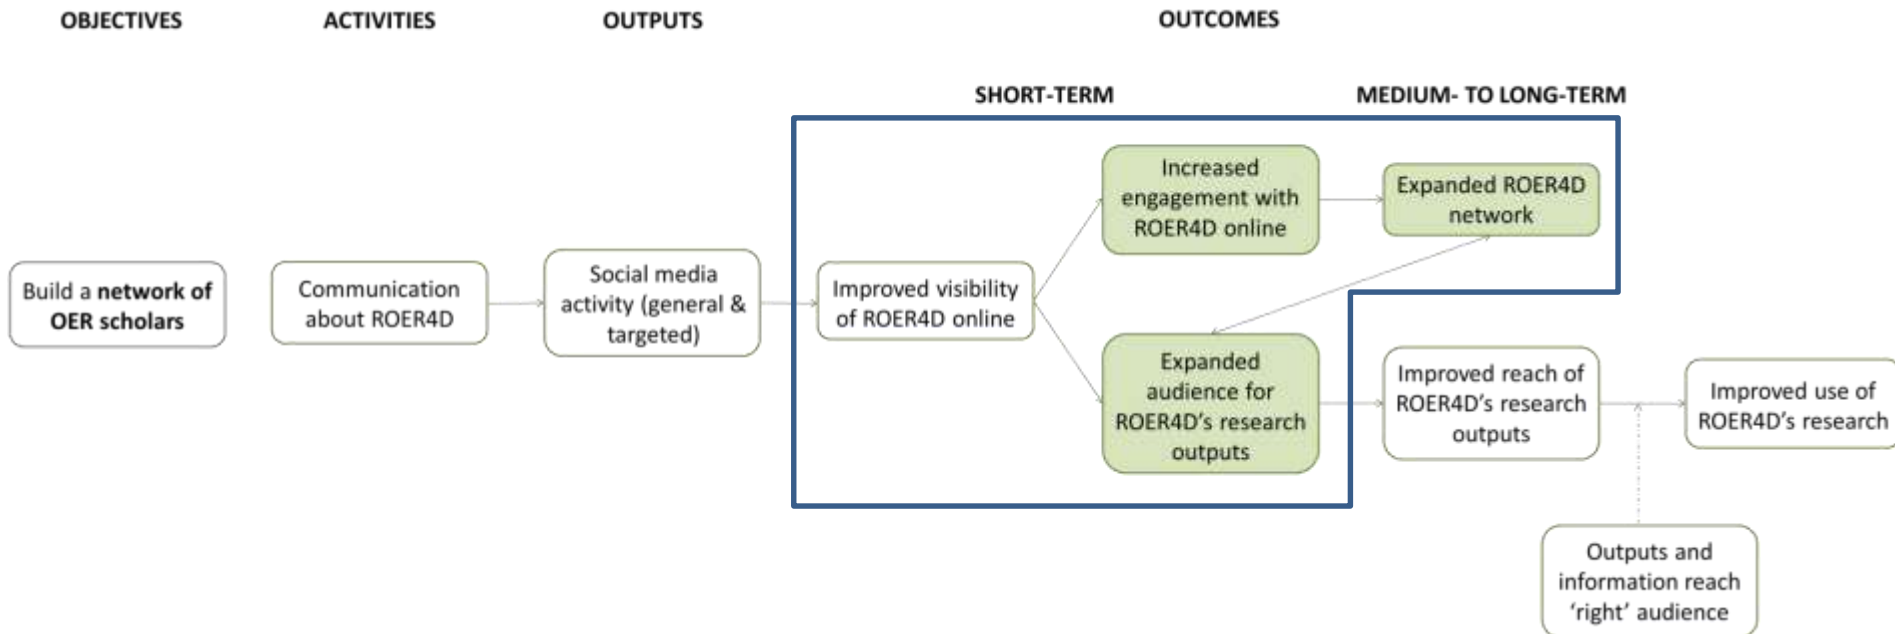 OBJECTIVES
ACTIVITIES
OUTPUTS
OUTCOMES
SHORT-TERM
MEDIUM- TO LONG-TERM
Build a network of
OER scholars
Communication
about ROER4D
Social media
activity (general &
targeted)
Improved visibility
of ROER4D online
Increased
engagement with
ROER4D online
Expanded ROER4D
network
Expanded
audience for
ROER4D's research
outputs
Improved reach of
ROER4D's research
outputs
Improved use of
ROER4D's research
Outputs and
information reach
‘right’ audience